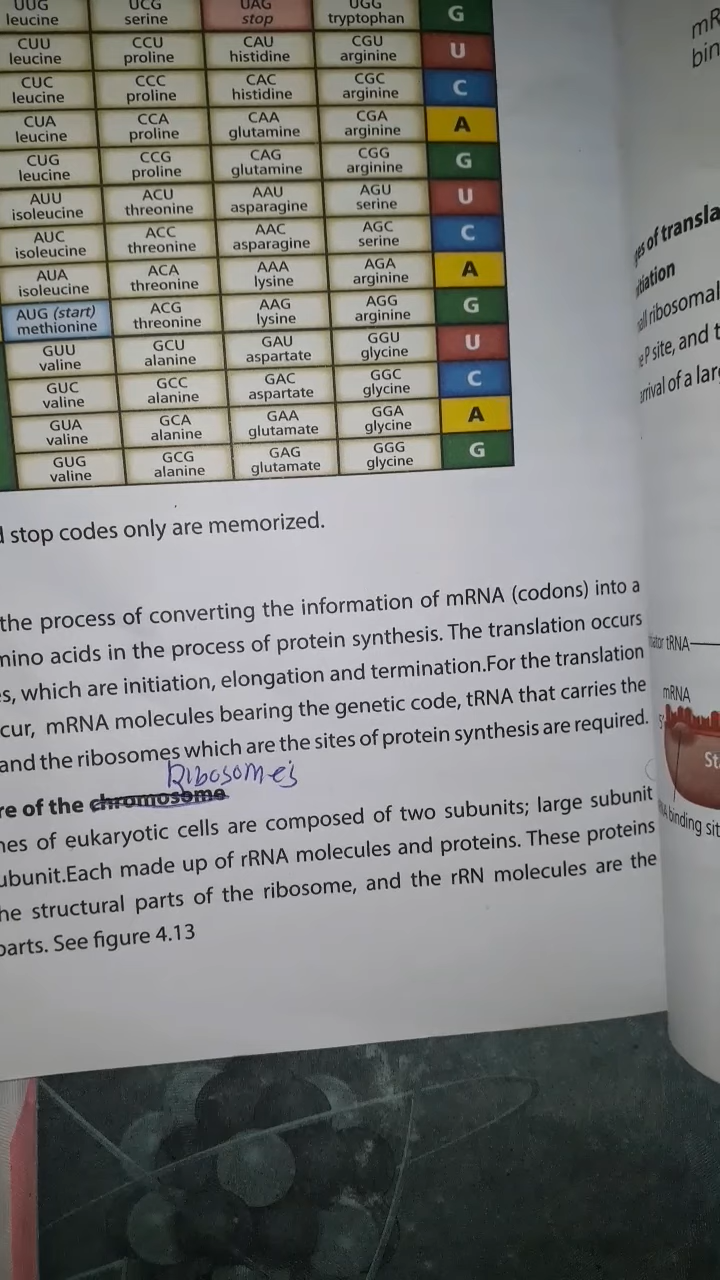 UUG UCG UAG UGG G
leucine serine stop tryptophan
CUU CCU CAU CGU U
leucine proline histidine arginine
CUC CCC CAC CGC C
leucine proline histidine arginine
CUA CCA CAA CGA A
leucine proline glutamine arginine
CUG CCG CAG CGG G
leucine proline glutamine arginine
AUU ACU AAU AGU U
isoleucine threonine asparagine serine
AUC ACC AAC AGC C
isoleucine threonine asparagine serine
AUA ACA AAA AGA A
isoleucine threonine lysine arginine
AUG (start) ACG AAG AGG G
methionine threonine lysine arginine
GUU GCU GAU GGU U
valine alanine aspartate glycine
GUC GCC GAC GGC C
valine alanine aspartate glycine
GUA GCA GAA GGA A
valine alanine glutamate glycine
GUG GCG GAG GGG G
valine alanine glutamate glycine
stop codes only are memorized.
the process of converting the information of mRNA (codons) into a
mino acids in the process of protein synthesis. The translation occurs
s, which are initiation, elongation and termination.For the translation
cur, mRNA molecules bearing the genetic code, tRNA that carries the
and the ribosomes which are the sites of protein synthesis are required.
Ribosomes
re of the chromosome
nes of eukaryotic cells are composed of two subunits; large subunit
ubunit.Each made up of rRNA molecules and proteins. These proteins
he structural parts of the ribosome, and the rRN molecules are the
parts. See figure 4.13
mR
bin
es of transla
itiation
all ribosomal
P site, and t
arrival of a lar
tRNA
mRNA
5'
St
binding sit